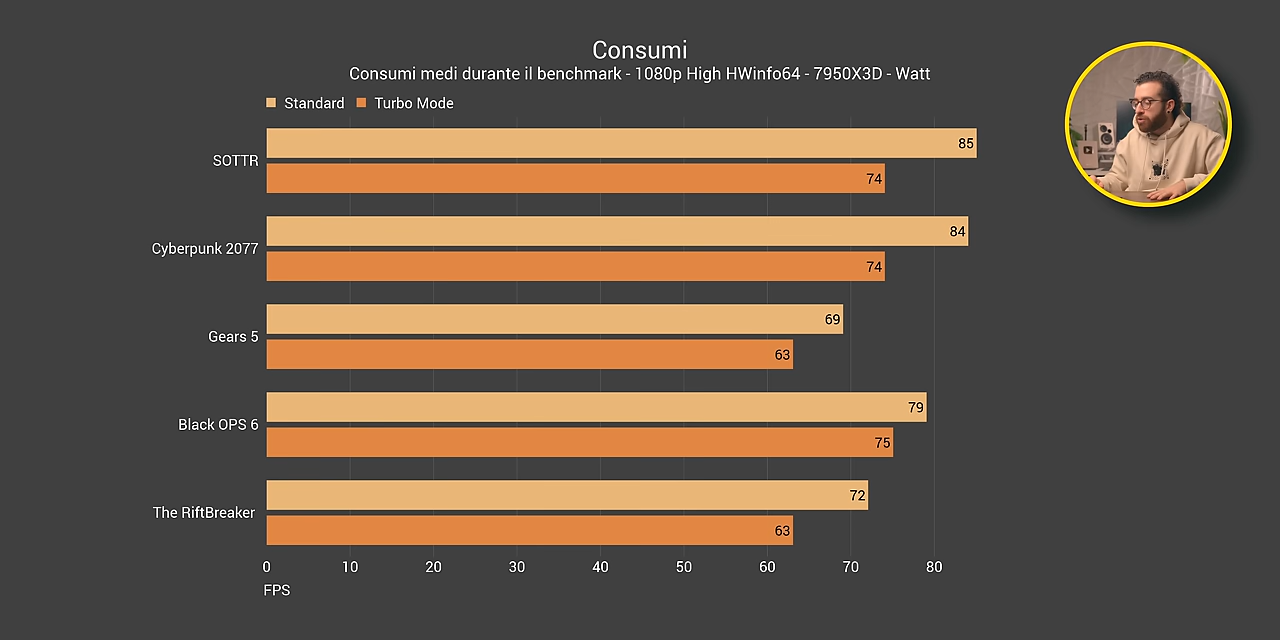 Consumi
Consumi medi durante il benchmark - 1080p High HWinfo64 - 7950X3D - Watt
Standard Turbo Mode
85
SOTTR
74
84
Cyberpunk 2077
74
69
Gears 5
63
79
Black OPS 6
75
72
The RiftBreaker
63
0 10 20 30 40 50 60 70 80
FPS